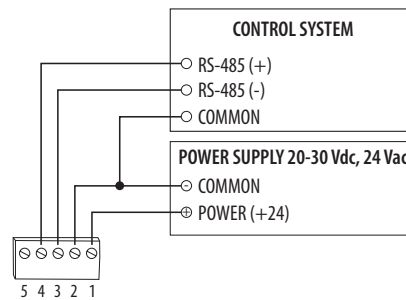 CONTROL SYSTEM
RS-485 (+)
RS-485 (-)
COMMON
POWER SUPPLY 20-30 Vdc, 24 Vac
COMMON
POWER (+24)
5 4 3 2 1